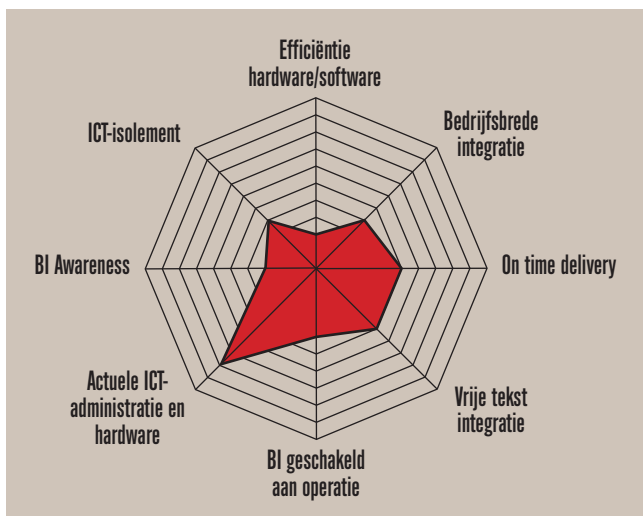 Efficiëntie
hardware/software
Bedrijfsbrede
integratie
On time delivery
Vrije tekst
integratie
BI geschakeld
aan operatie
Actuele ICT-
administratie en
hardware
BI Awareness
ICT-isolement